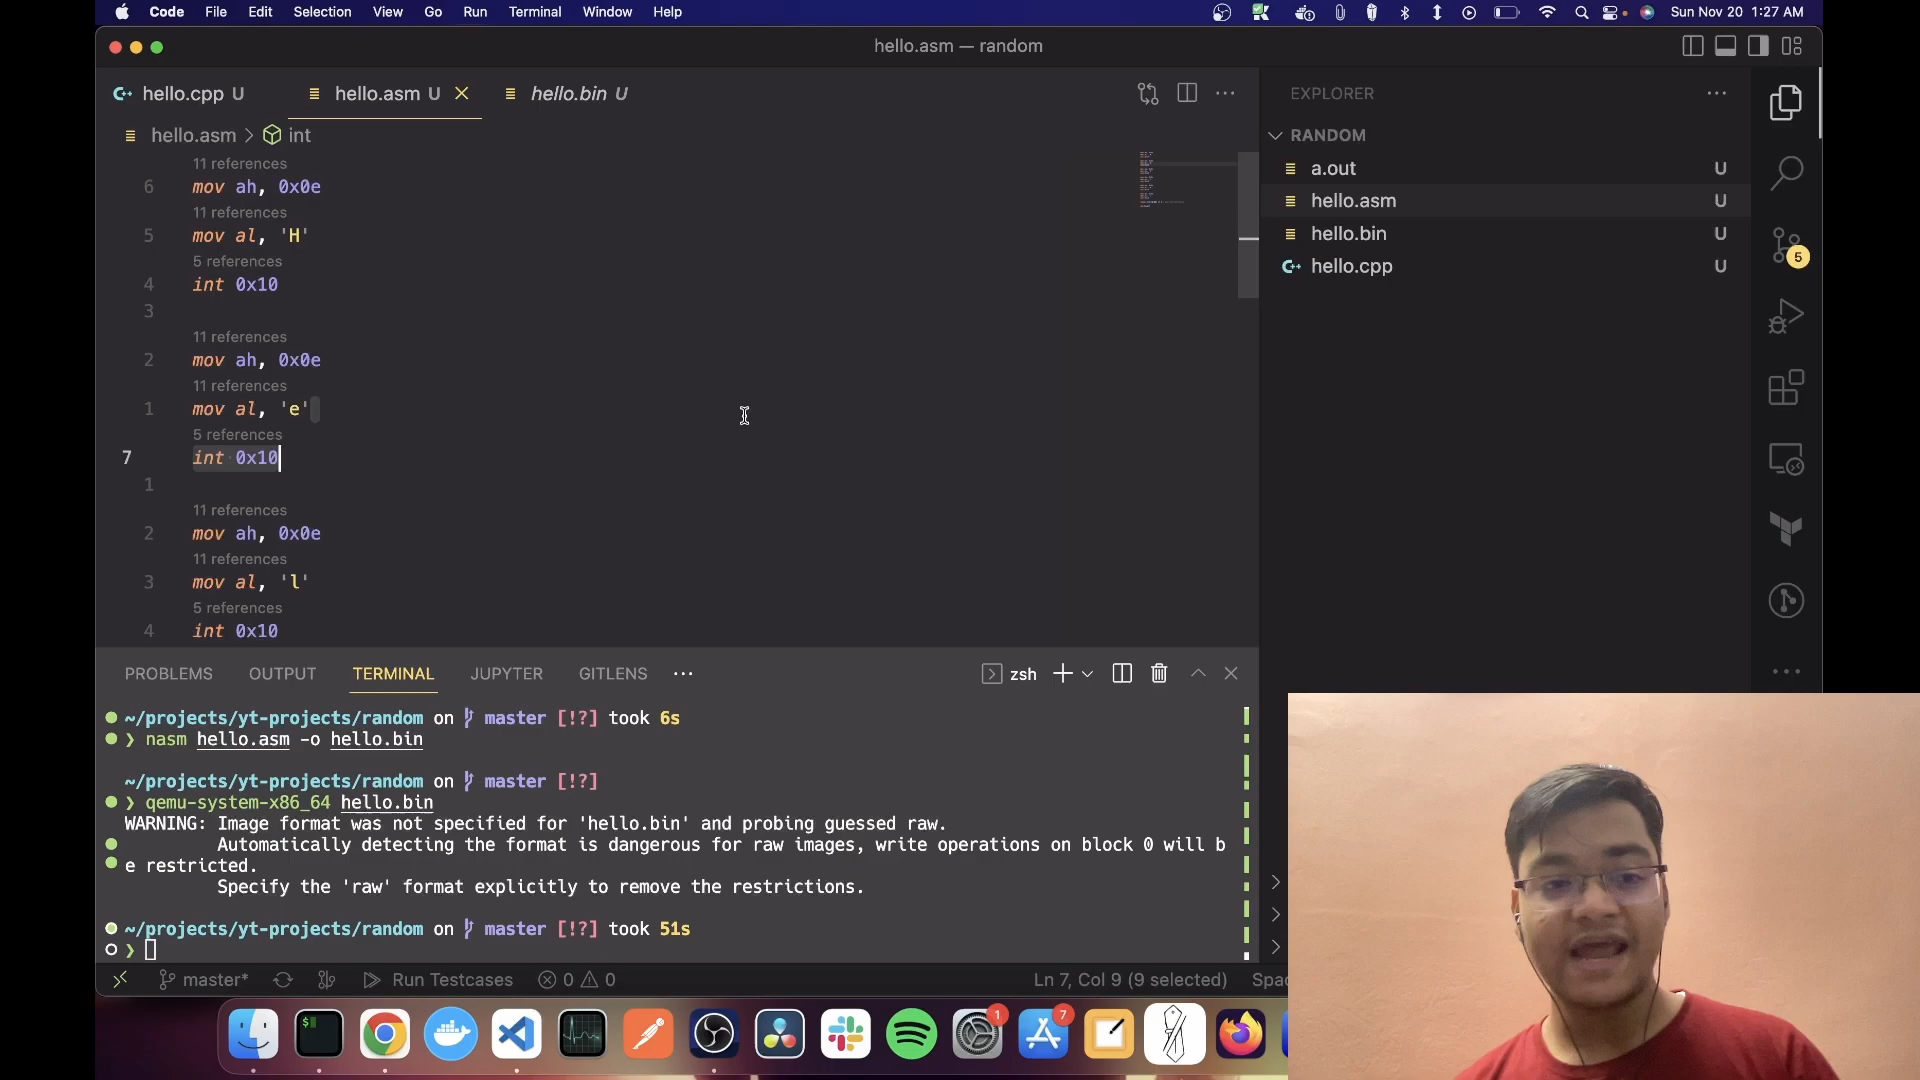 Code File Edit Selection View Go Run Terminal Window Help Sun Nov 20 1:27 AM
hello.asm — random
hello.cpp U hello.asm U hello.bin U
hello.asm > int
11 references
6 mov ah, 0x0e
11 references
5 mov al, 'H'
5 references
4 int 0x10
3
11 references
2 mov ah, 0x0e
11 references
1 mov al, 'e'
5 references
7 int 0x10
1
11 references
2 mov ah, 0x0e
11 references
3 mov al, 'l'
5 references
4 int 0x10
EXPLORER
RANDOM
a.out U
hello.asm U
hello.bin U
hello.cpp U
5
PROBLEMS OUTPUT TERMINAL JUPYTER GITLENS ··· zsh
~/projects/yt-projects/random on master [!?] took 6s
❯ nasm hello.asm -o hello.bin
~/projects/yt-projects/random on master [!?]
❯ qemu-system-x86_64 hello.bin
WARNING: Image format was not specified for 'hello.bin' and probing guessed raw.
Automatically detecting the format is dangerous for raw images, write operations on block 0 will b
e restricted.
Specify the 'raw' format explicitly to remove the restrictions.
~/projects/yt-projects/random on master [!?] took 51s
❯
master* Run Testcases 0 0 Ln 7, Col 9 (9 selected) Spac
$ 1 7